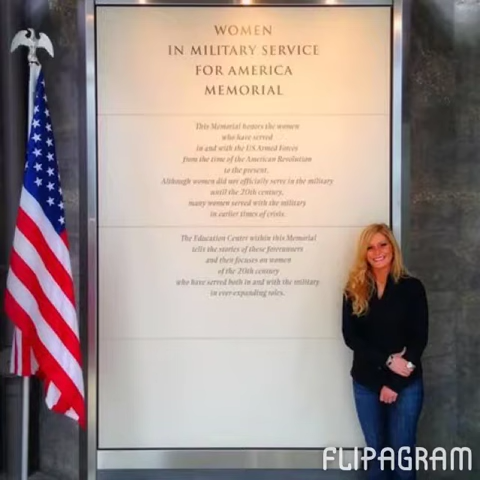 WOMEN
IN MILITARY SERVICE
FOR AMERICA
MEMORIAL
This Memorial honors the women
who have served
in and with the US Armed Forces
from the time of the American Revolution
to the present.
Although women did not officially serve in the military
until the 20th century,
many women served with the military
in earlier times of crisis.
The Education Center within this Memorial
tells the stories of these forerunners
and then focuses on women
of the 20th century
who have served both in and with the military
in ever-expanding roles.
FLIPAGRAM